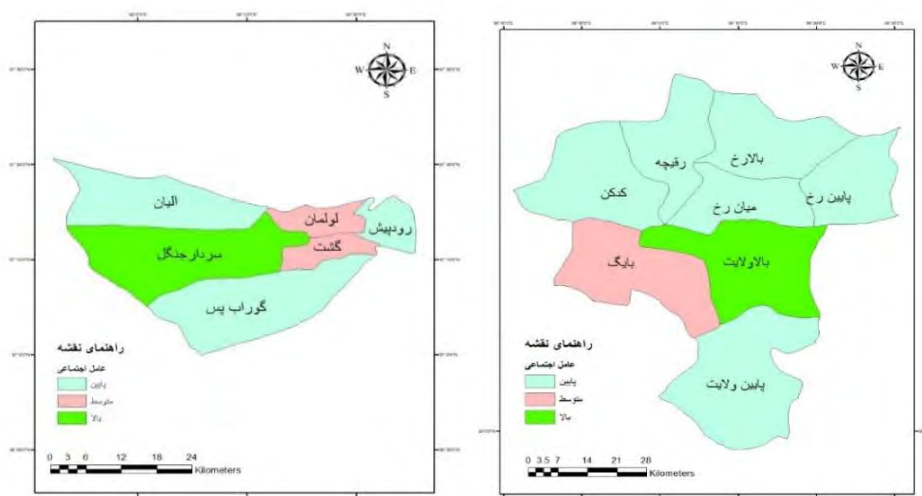 N
W E
S
الیان
لولمان
رودپیش
گشت
سردارجنگل
گوراب پس
راهنمای نقشه
عامل اجتماعی
پایین
متوسط
بالا
0 3 6 12 18 24
Kilometers
N
W E
S
بالارخ
رقیچه
کدکن
پایین رخ
میان رخ
بالاولایت
بایگ
پایین ولایت
راهنمای نقشه
عامل اجتماعی
پایین
متوسط
بالا
0 3.5 7 14 21 28
Kilometers